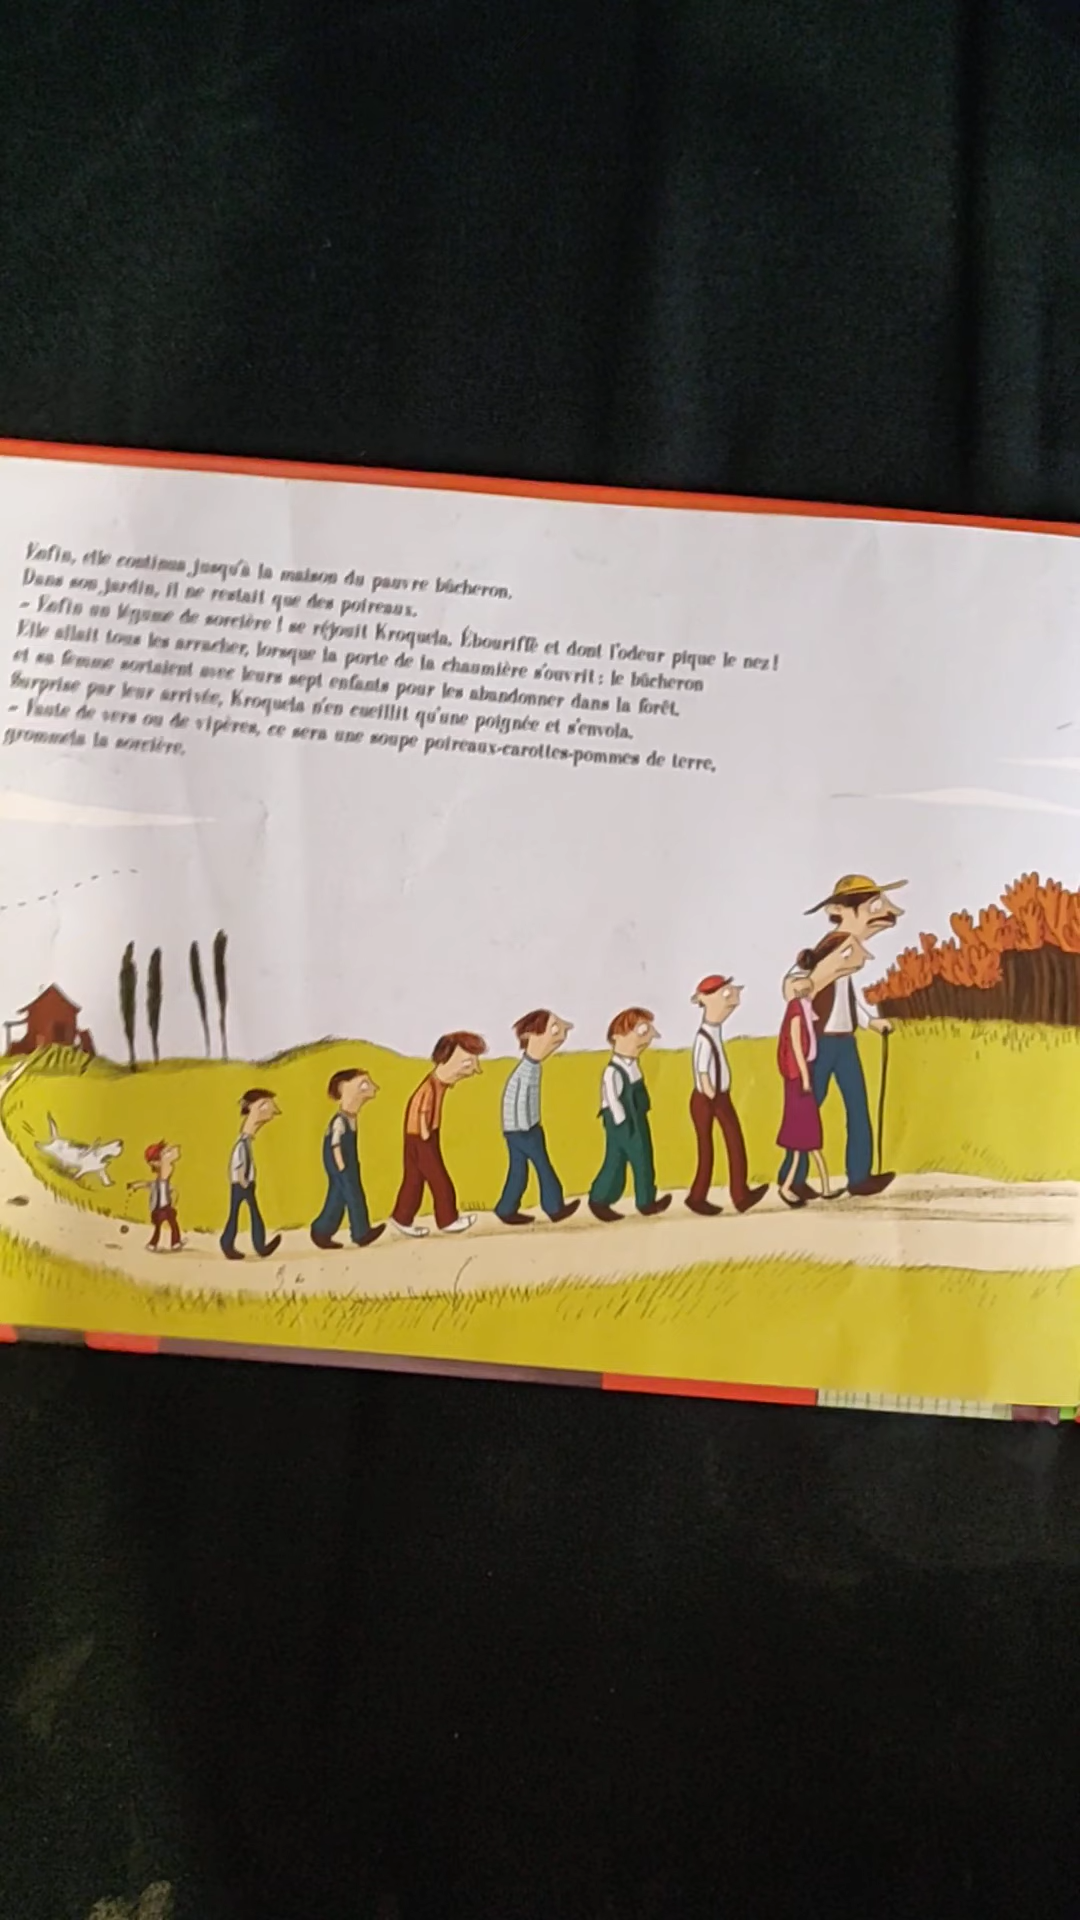 Enfin, elle continua jusqu'à la maison du pauvre bûcheron.
Dans son jardin, il ne restait que des poireaux.
- Enfin un légume de sorcière ! se réjouit Kroquela. Ébouriffé et dont l'odeur pique le nez !
Elle allait tous les arracher, lorsque la porte de la chaumière s'ouvrit : le bûcheron
et sa femme sortaient avec leurs sept enfants pour les abandonner dans la forêt.
Surprise par leur arrivée, Kroquela n'en cueillit qu'une poignée et s'envola.
- Faute de vers ou de vipères, ce sera une soupe poireaux-carottes-pommes de terre,
grommela la sorcière.